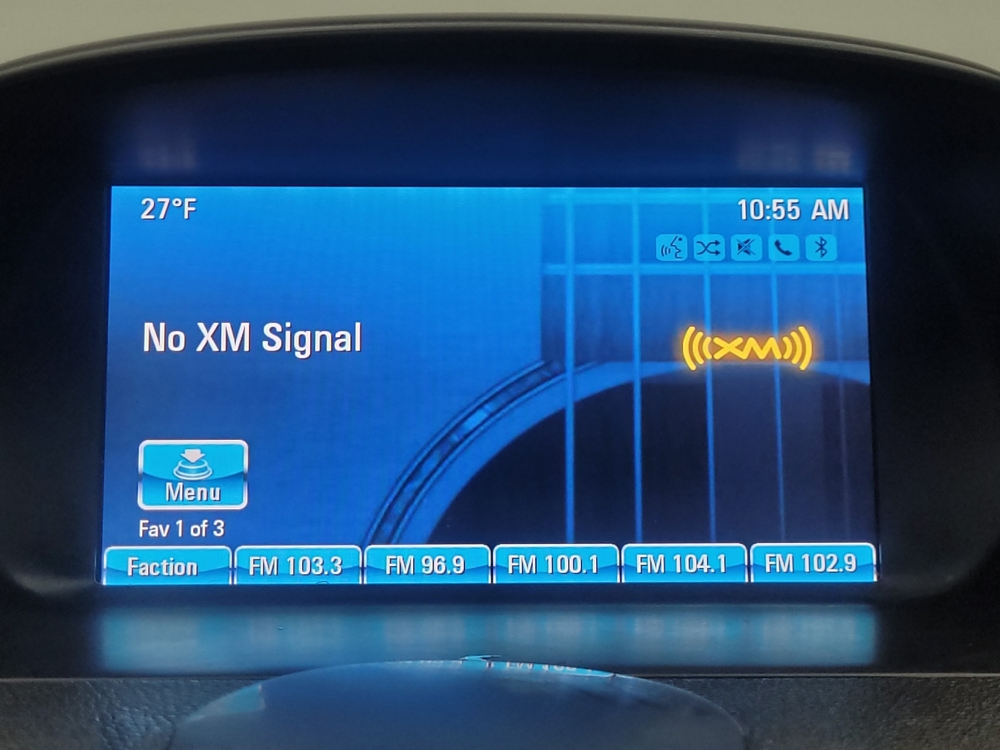 27°F
10:55 AM
No XM Signal
((XM))
Menu
Fav 1 of 3
Faction
FM 103.3
FM 96.9
FM 100.1
FM 104.1
FM 102.9